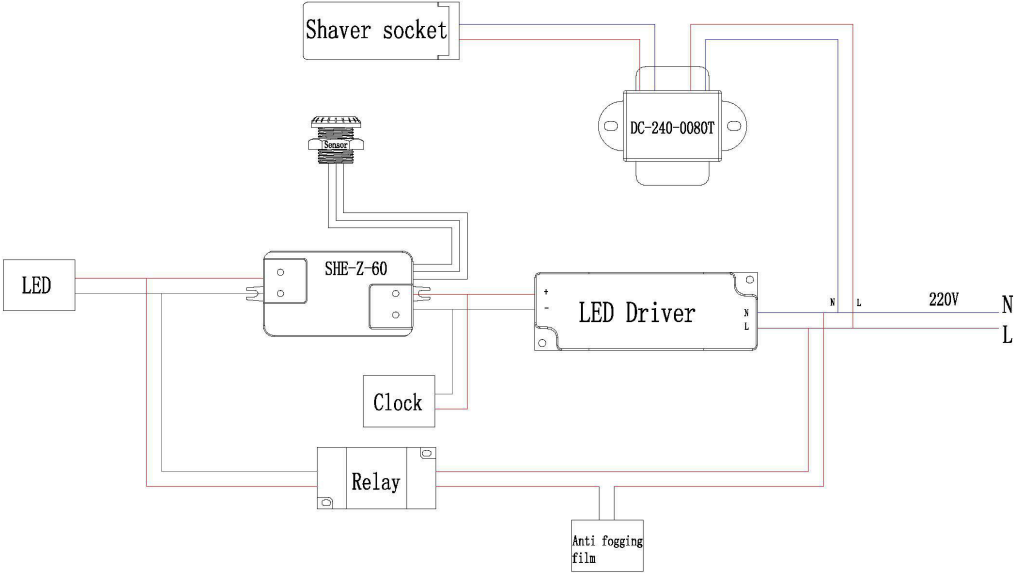 Shaver socket
DC-240-0080T
Sensor
SHE-Z-60
LED
+
-
LED Driver
N
L
N
L
220V
N
L
Clock
Relay
Anti fogging
film